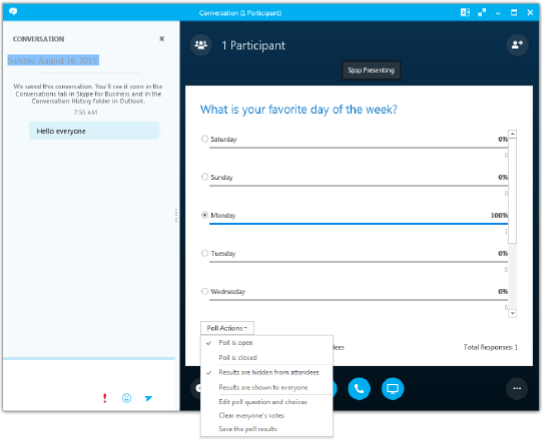 Conversation (1 Participant)
CONVERSATION
Sunday, August 16, 2015
We saved this conversation. You'll see it soon in the
Conversations tab in Skype for Business and in the
Conversation History folder in Outlook.
7:55 AM
Hello everyone
1 Participant
Stop Presenting
What is your favorite day of the week?
Saturday 0%
0
Sunday 0%
0
Monday 100%
1
Tuesday 0%
0
Wednesday 0%
0
Poll Actions
Poll is open
Poll is closed
Results are hidden from attendees
Results are shown to everyone
Edit poll question and choices
Clear everyone's votes
Save the poll results
dees
Total Responses: 1